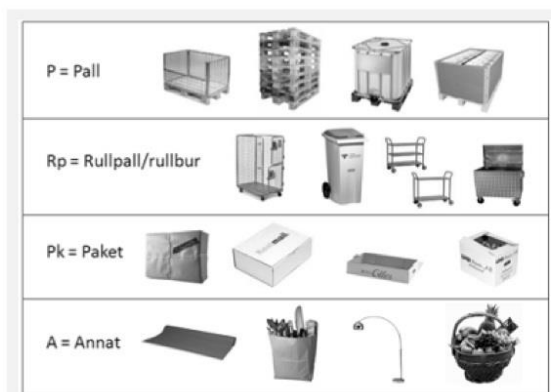 P = Pall
Rp = Rullpall/rullbur
Pk = Paket
A = Annat